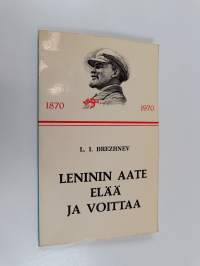 1870 1970
L. I. BREZHNEV
LENININ AATE
ELÄÄ
JA VOITTAA